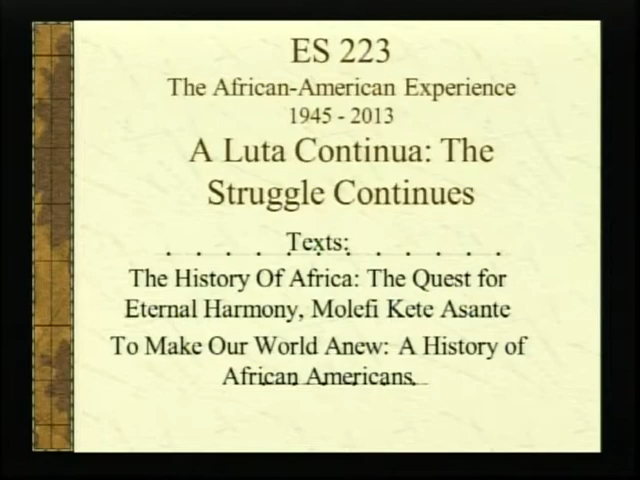 ES 223
The African-American Experience
1945 - 2013
A Luta Continua: The
Struggle Continues
Texts:
The History Of Africa: The Quest for
Eternal Harmony, Molefi Kete Asante
To Make Our World Anew: A History of
African Americans